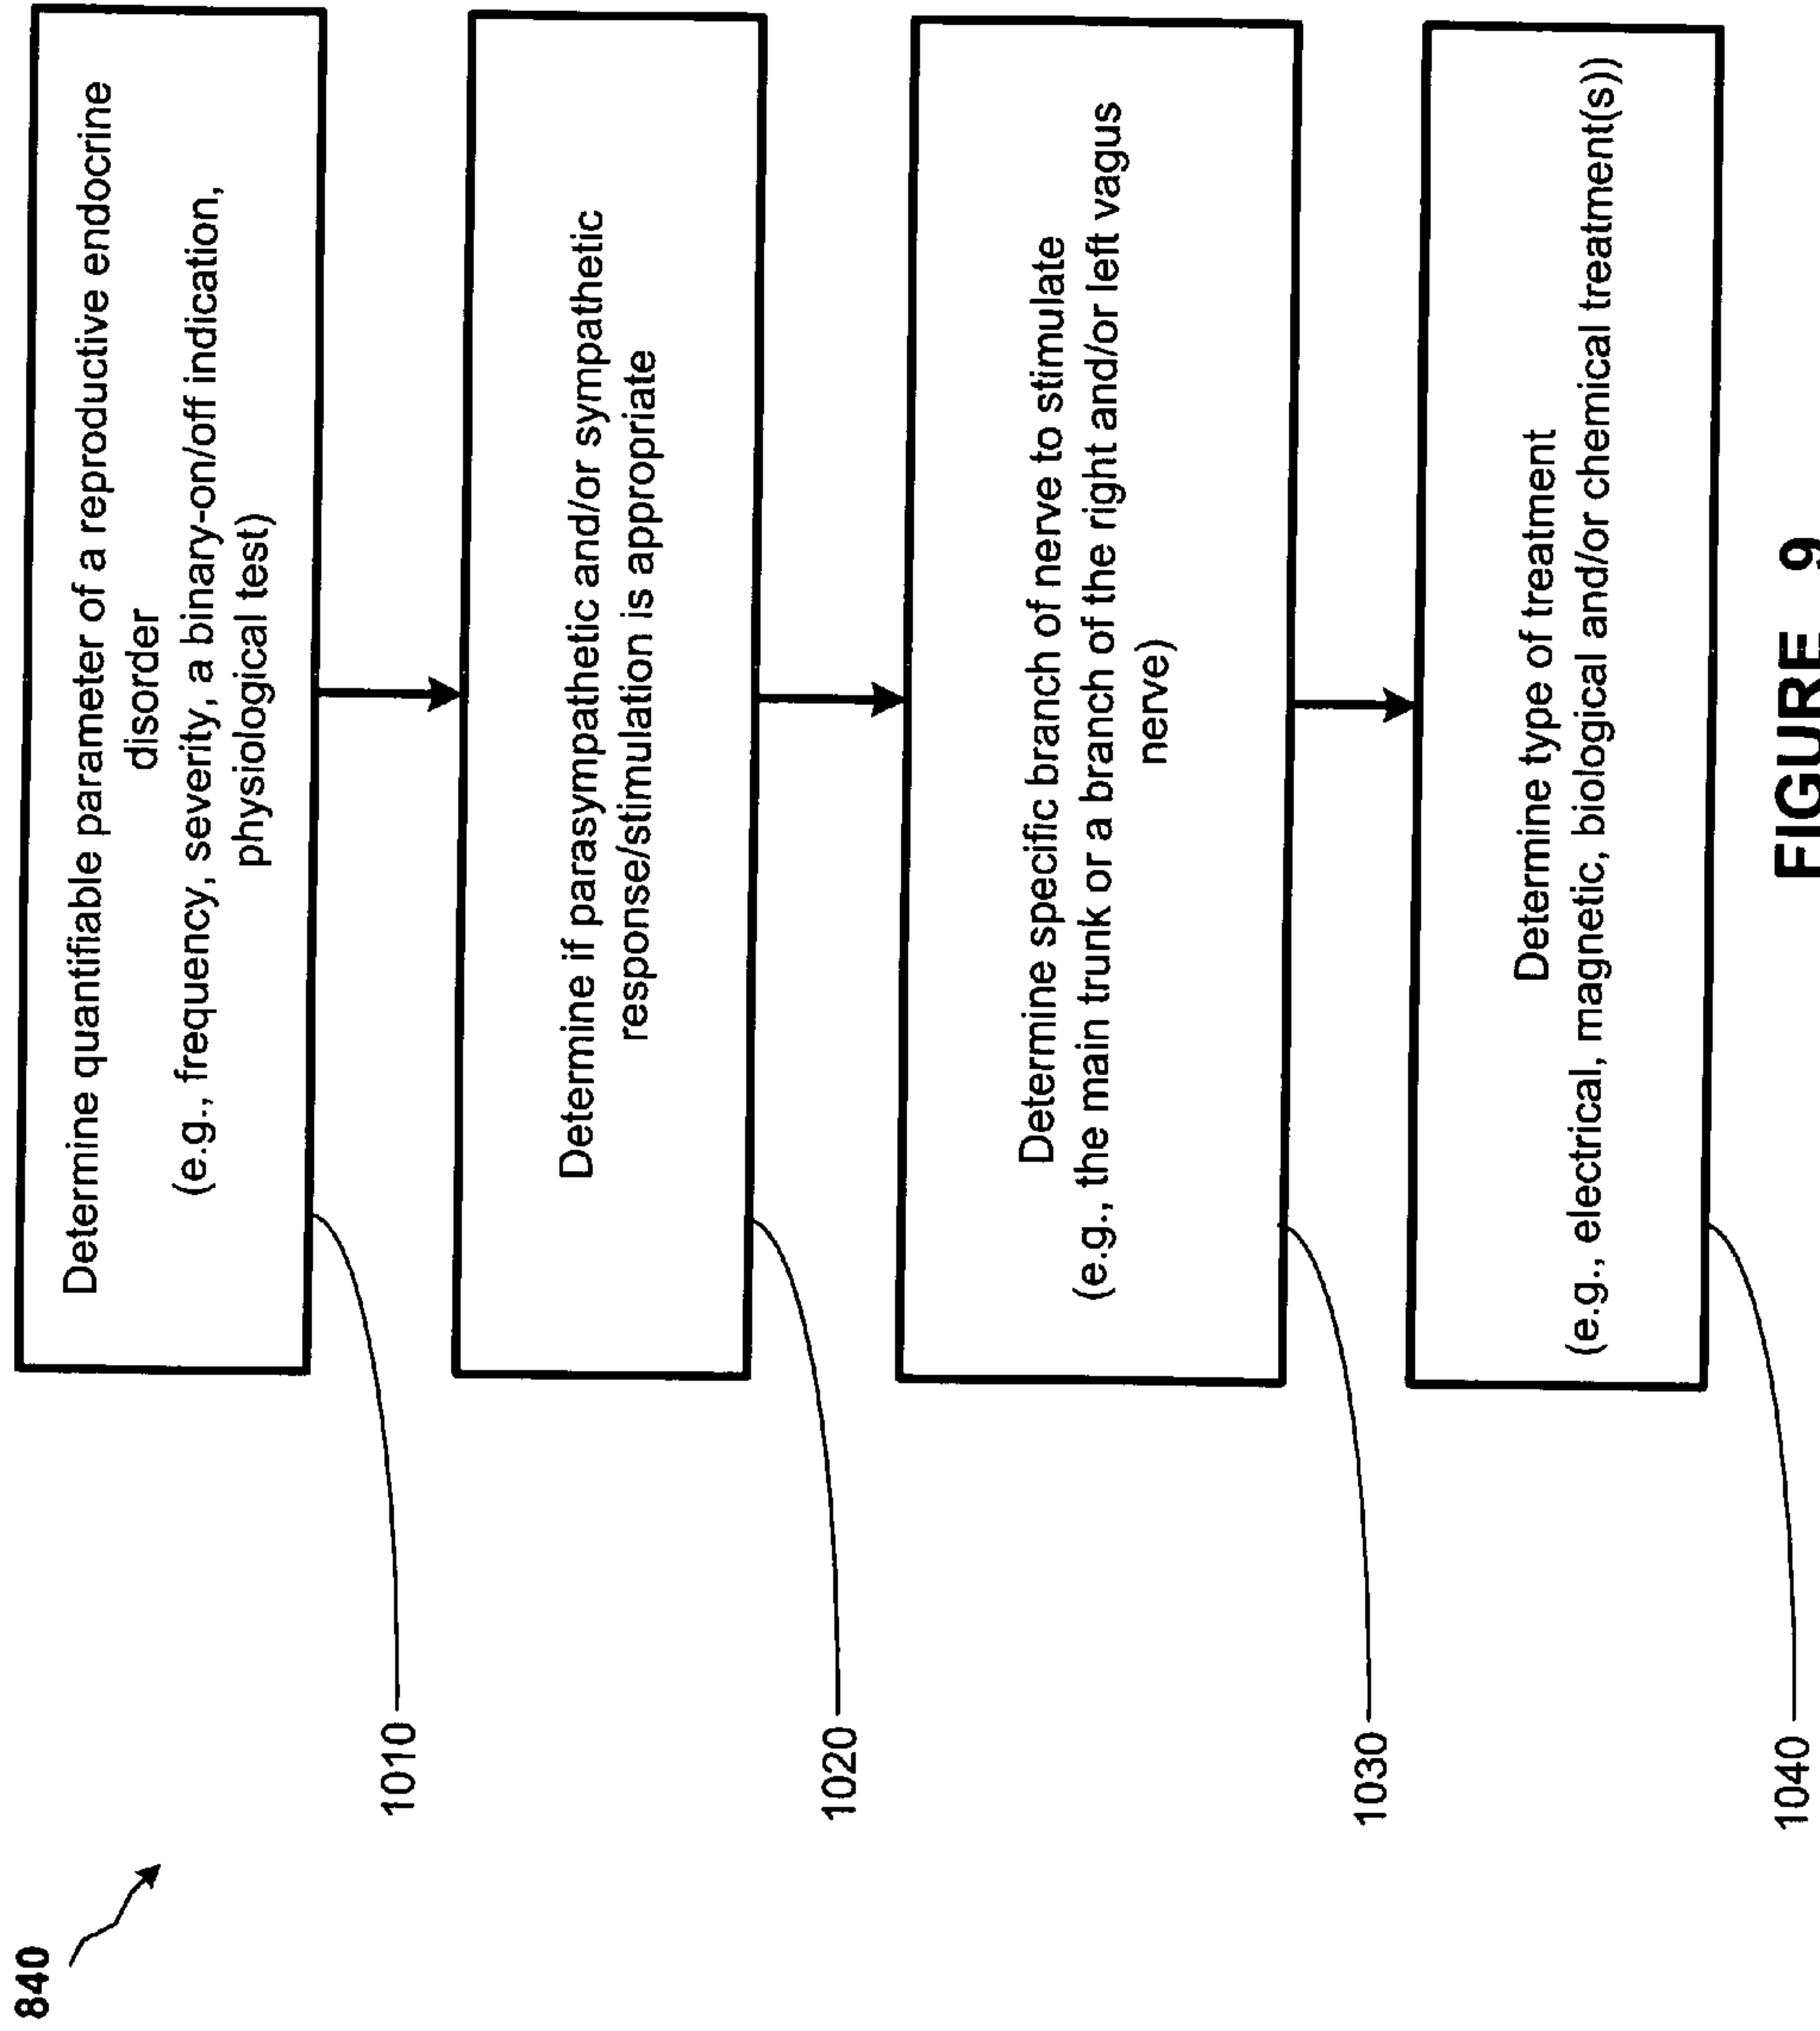 840
Determine quantifiable parameter of a reproductive endocrine
disorder
(e.g., frequency, severity, a binary-on/off indication,
physiological test)
1010
Determine if parasympathetic and/or sympathetic
response/stimulation is appropriate
1020
Determine specific branch of nerve to stimulate
(e.g., the main trunk or a branch of the right and/or left vagus
nerve)
1030
Determine type of treatment
(e.g., electrical, magnetic, biological and/or chemical treatment(s))
1040
FIGURE 9